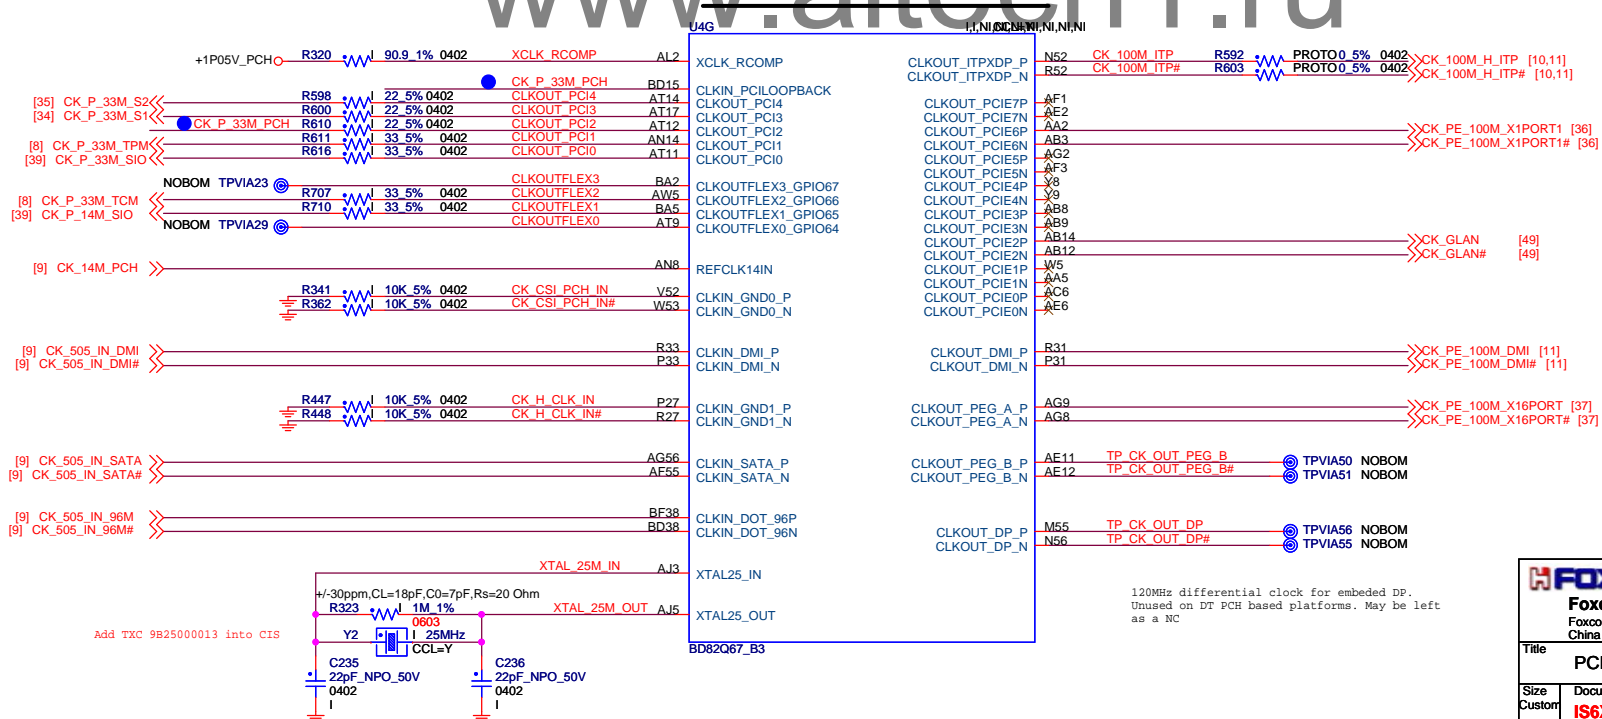 U4G
+1P05V_PCH R320 I 90.9_1% 0402 XCLK_RCOMP AL2 XCLK_RCOMP
CK_P_33M_PCH BD15 CLKIN_PCILOOPBACK
[35] CK_P_33M_S2 R598 I 22_5% 0402 CLKOUT_PCI4 AT14 CLKOUT_PCI4
[34] CK_P_33M_S1 R600 I 22_5% 0402 CLKOUT_PCI3 AT17 CLKOUT_PCI3
CK_P_33M_PCH R610 I 22_5% 0402 CLKOUT_PCI2 AT12 CLKOUT_PCI2
[8] CK_P_33M_TPM R611 I 33_5% 0402 CLKOUT_PCI1 AN14 CLKOUT_PCI1
[39] CK_P_33M_SIO R616 I 33_5% 0402 CLKOUT_PCI0 AT11 CLKOUT_PCI0
NOBOM TPVIA23 CLKOUTFLEX3 BA2 CLKOUTFLEX3_GPIO67
[8] CK_P_33M_TCM R707 I 33_5% 0402 CLKOUTFLEX2 AW5 CLKOUTFLEX2_GPIO66
[39] CK_P_14M_SIO R710 I 33_5% 0402 CLKOUTFLEX1 BA5 CLKOUTFLEX1_GPIO65
NOBOM TPVIA29 CLKOUTFLEX0 AT9 CLKOUTFLEX0_GPIO64
[9] CK_14M_PCH AN8 REFCLK14IN
R341 I 10K_5% 0402 CK_CSI_PCH_IN V52 CLKIN_GND0_P
R362 I 10K_5% 0402 CK_CSI_PCH_IN# W53 CLKIN_GND0_N
[9] CK_505_IN_DMI R33 CLKIN_DMI_P
[9] CK_505_IN_DMI# P33 CLKIN_DMI_N
R447 I 10K_5% 0402 CK_H_CLK_IN P27 CLKIN_GND1_P
R448 I 10K_5% 0402 CK_H_CLK_IN# R27 CLKIN_GND1_N
[9] CK_505_IN_SATA AG56 CLKIN_SATA_P
[9] CK_505_IN_SATA# AF55 CLKIN_SATA_N
[9] CK_505_IN_96M BF38 CLKIN_DOT_96P
[9] CK_505_IN_96M# BD38 CLKIN_DOT_96N
XTAL_25M_IN AJ3 XTAL25_IN
+/-30ppm,CL=18pF,C0=7pF,Rs=20 Ohm
R323 I 1M_1% XTAL_25M_OUT AJ5 XTAL25_OUT
0603
Add TXC 9B25000013 into CIS
Y2 I 25MHz
CCL=Y
C235
22pF_NPO_50V
0402
I
C236
22pF_NPO_50V
0402
I
BD82Q67_B3
CLKOUT_ITPXDP_P N52 CK_100M_ITP R592 PROTO 0_5% 0402 CK_100M_H_ITP [10,11]
CLKOUT_ITPXDP_N R52 CK_100M_ITP# R603 PROTO 0_5% 0402 CK_100M_H_ITP# [10,11]
CLKOUT_PCIE7P AF1
CLKOUT_PCIE7N AE2
CLKOUT_PCIE6P AA2 CK_PE_100M_X1PORT1 [36]
CLKOUT_PCIE6N AB3 CK_PE_100M_X1PORT1# [36]
CLKOUT_PCIE5P AG2
CLKOUT_PCIE5N AF3
CLKOUT_PCIE4P Y8
CLKOUT_PCIE4N Y9
CLKOUT_PCIE3P AB8
CLKOUT_PCIE3N AB9
CLKOUT_PCIE2P AB14 CK_GLAN [49]
CLKOUT_PCIE2N AB12 CK_GLAN# [49]
CLKOUT_PCIE1P W5
CLKOUT_PCIE1N AA5
CLKOUT_PCIE0P AC6
CLKOUT_PCIE0N AE6
CLKOUT_DMI_P R31 CK_PE_100M_DMI [11]
CLKOUT_DMI_N P31 CK_PE_100M_DMI# [11]
CLKOUT_PEG_A_P AG9 CK_PE_100M_X16PORT [37]
CLKOUT_PEG_A_N AG8 CK_PE_100M_X16PORT# [37]
CLKOUT_PEG_B_P AE11 TP_CK_OUT_PEG_B TPVIA50 NOBOM
CLKOUT_PEG_B_N AE12 TP_CK_OUT_PEG_B# TPVIA51 NOBOM
CLKOUT_DP_P M55 TP_CK_OUT_DP TPVIA56 NOBOM
CLKOUT_DP_N N56 TP_CK_OUT_DP# TPVIA55 NOBOM
120MHz differential clock for embeded DP.
Unused on DT PCH based platforms. May be left
as a NC
Title
Size
Custom